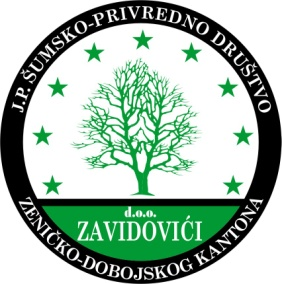 J.P. ŠUMSKO-PRIVREDNO DRUŠTVO
d.o.o.
ZAVIDOVIĆI
ZENIČKO-DOBOJSKOG KANTONA